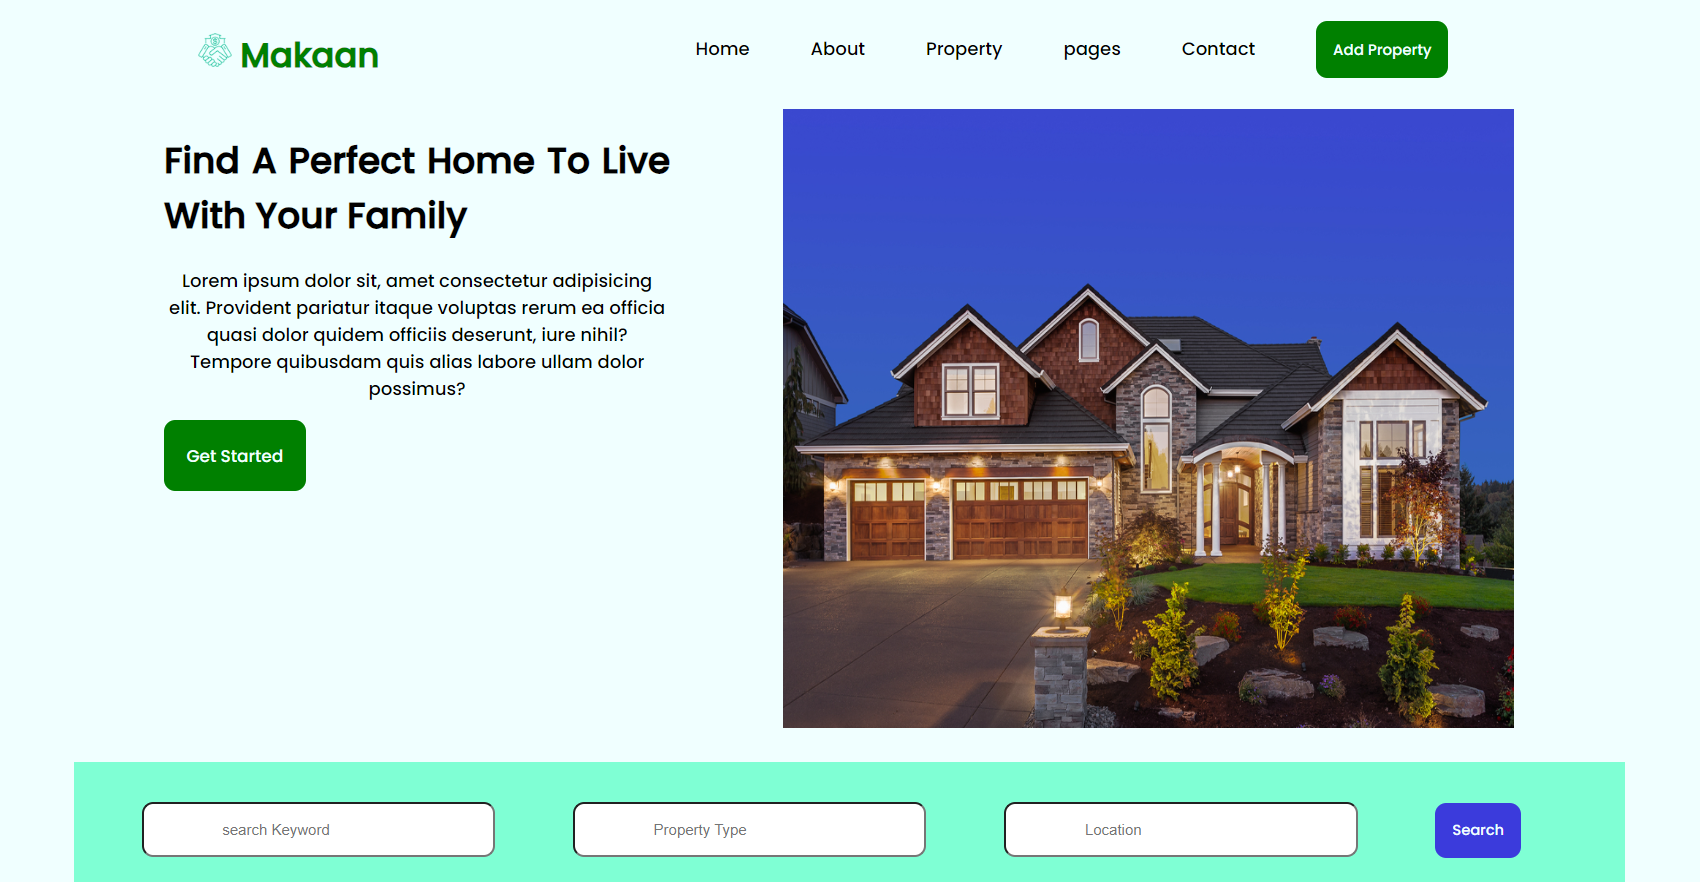 Makaan
Home
About
Property
pages
Contact
Add Property
Find A Perfect Home To Live
With Your Family
Lorem ipsum dolor sit, amet consectetur adipisicing
elit. Provident pariatur itaque voluptas rerum ea officia
quasi dolor quidem officiis deserunt, iure nihil?
Tempore quibusdam quis alias labore ullam dolor
possimus?
Get Started
search Keyword
Property Type
Location
Search